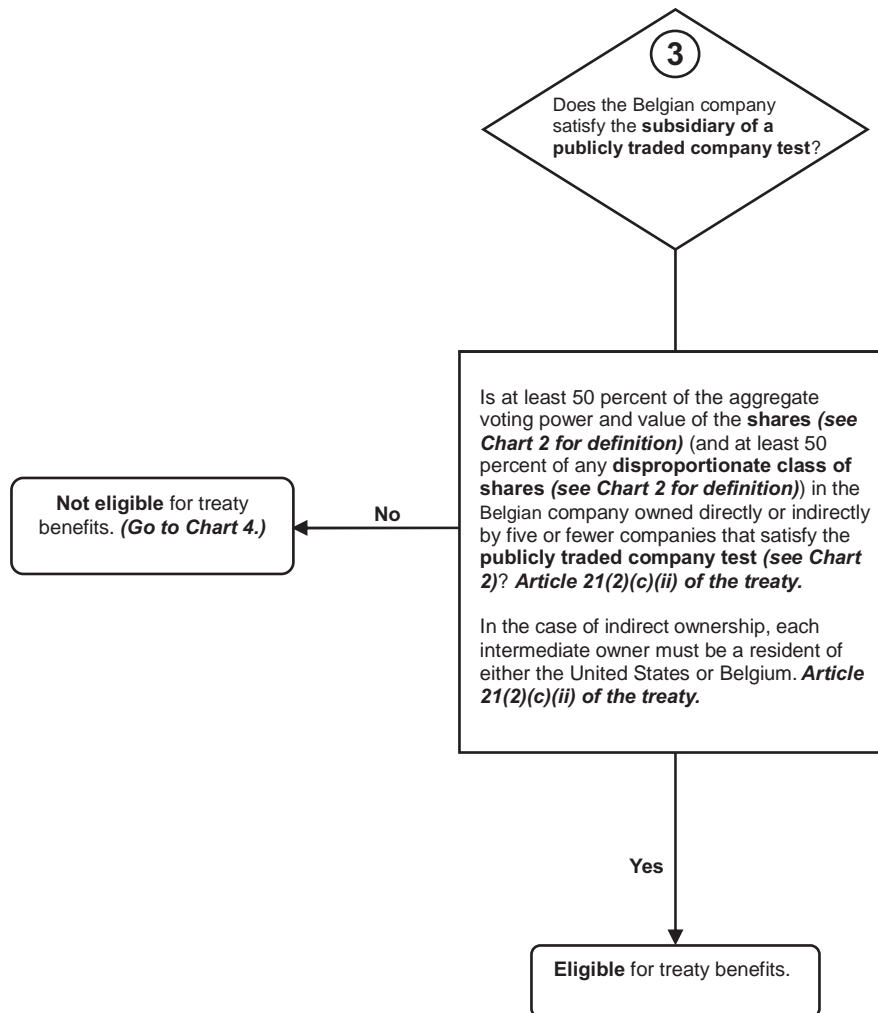 3
Does the Belgian company
satisfy the subsidiary of a
publicly traded company test?
Is at least 50 percent of the aggregate
voting power and value of the shares (see
Chart 2 for definition) (and at least 50
percent of any disproportionate class of
shares (see Chart 2 for definition)) in the
Belgian company owned directly or indirectly
by five or fewer companies that satisfy the
publicly traded company test (see Chart
2)? Article 21(2)(c)(ii) of the treaty.
In the case of indirect ownership, each
intermediate owner must be a resident of
either the United States or Belgium. Article
21(2)(c)(ii) of the treaty.
No
Not eligible for treaty
benefits. (Go to Chart 4.)
Yes
Eligible for treaty benefits.